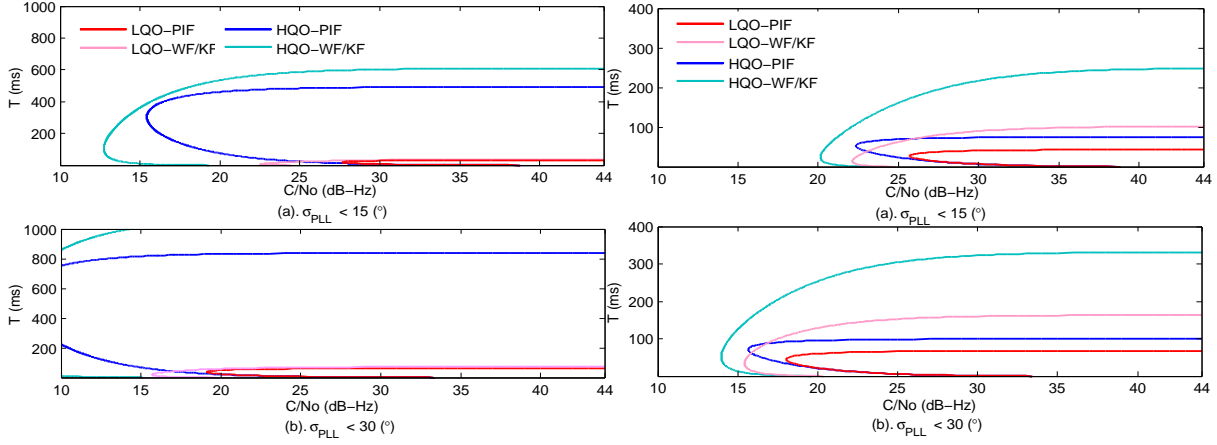 1000
800
600
400
200
T (ms)
LQO−PIF
HQO−PIF
LQO−WF/KF
HQO−WF/KF
10 15 20 25 30 35 40 44
C/No (dB−Hz)
(a). σPLL < 15 (°)
1000
800
600
400
200
T (ms)
10 15 20 25 30 35 40 44
C/No (dB−Hz)
(b). σPLL < 30 (°)
400
300
200
100
T (ms)
LQO−PIF
LQO−WF/KF
HQO−PIF
HQO−WF/KF
10 15 20 25 30 35 40 44
C/No (dB−Hz)
(a). σPLL < 15 (°)
400
300
200
100
T (ms)
10 15 20 25 30 35 40 44
C/No (dB−Hz)
(b). σPLL < 30 (°)